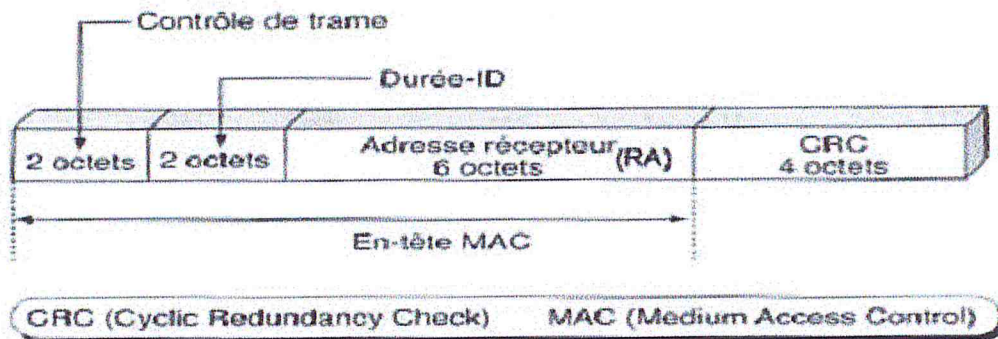 Contrôle de trame
Durée-ID
2 octets
2 octets
Adresse récepteur (RA)
6 octets
CRC
4 octets
En-tête MAC
CRC (Cyclic Redundancy Check) MAC (Medium Access Control)